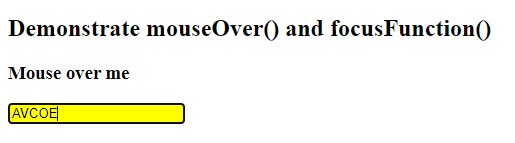 Demonstrate mouseOver() and focusFunction()
Mouse over me
AVCOE